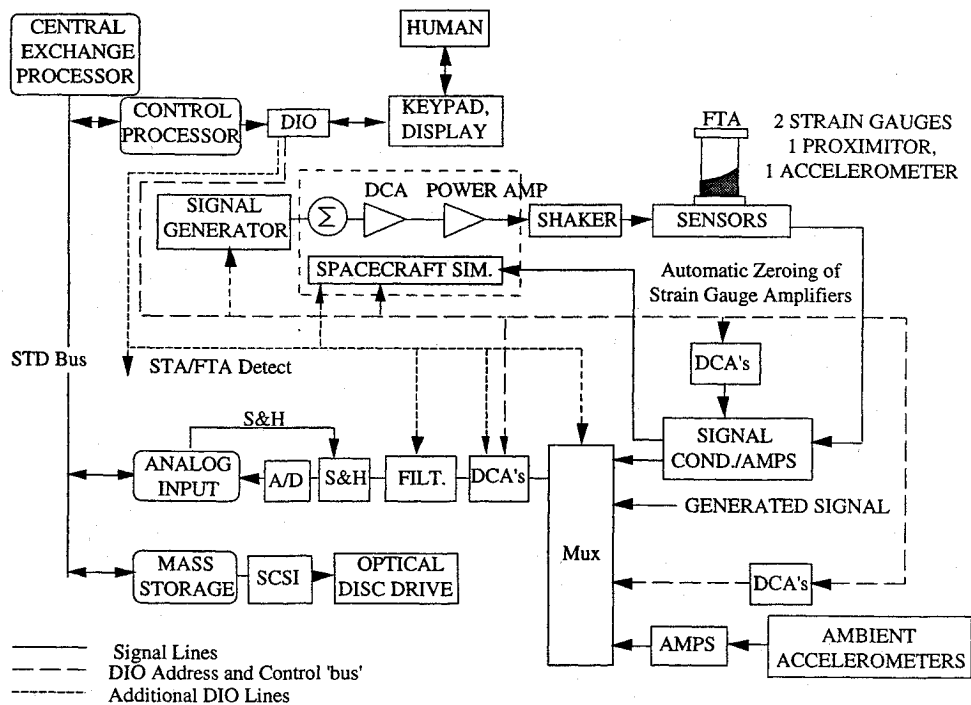 CENTRAL
EXCHANGE
PROCESSOR
HUMAN
CONTROL
PROCESSOR
DIO
KEYPAD,
DISPLAY
FTA
2 STRAIN GAUGES
1 PROXIMITOR,
1 ACCELEROMETER
SIGNAL
GENERATOR
Σ
DCA
POWER AMP
SHAKER
SENSORS
SPACECRAFT SIM.
Automatic Zeroing of
Strain Gauge Amplifiers
STD Bus
STA/FTA Detect
DCA's
S&H
SIGNAL
COND./AMPS
ANALOG
INPUT
A/D
S&H
FILT.
DCA's
Mux
GENERATED SIGNAL
MASS
STORAGE
SCSI
OPTICAL
DISC DRIVE
DCA's
AMPS
AMBIENT
ACCELEROMETERS
Signal Lines
DIO Address and Control 'bus'
Additional DIO Lines